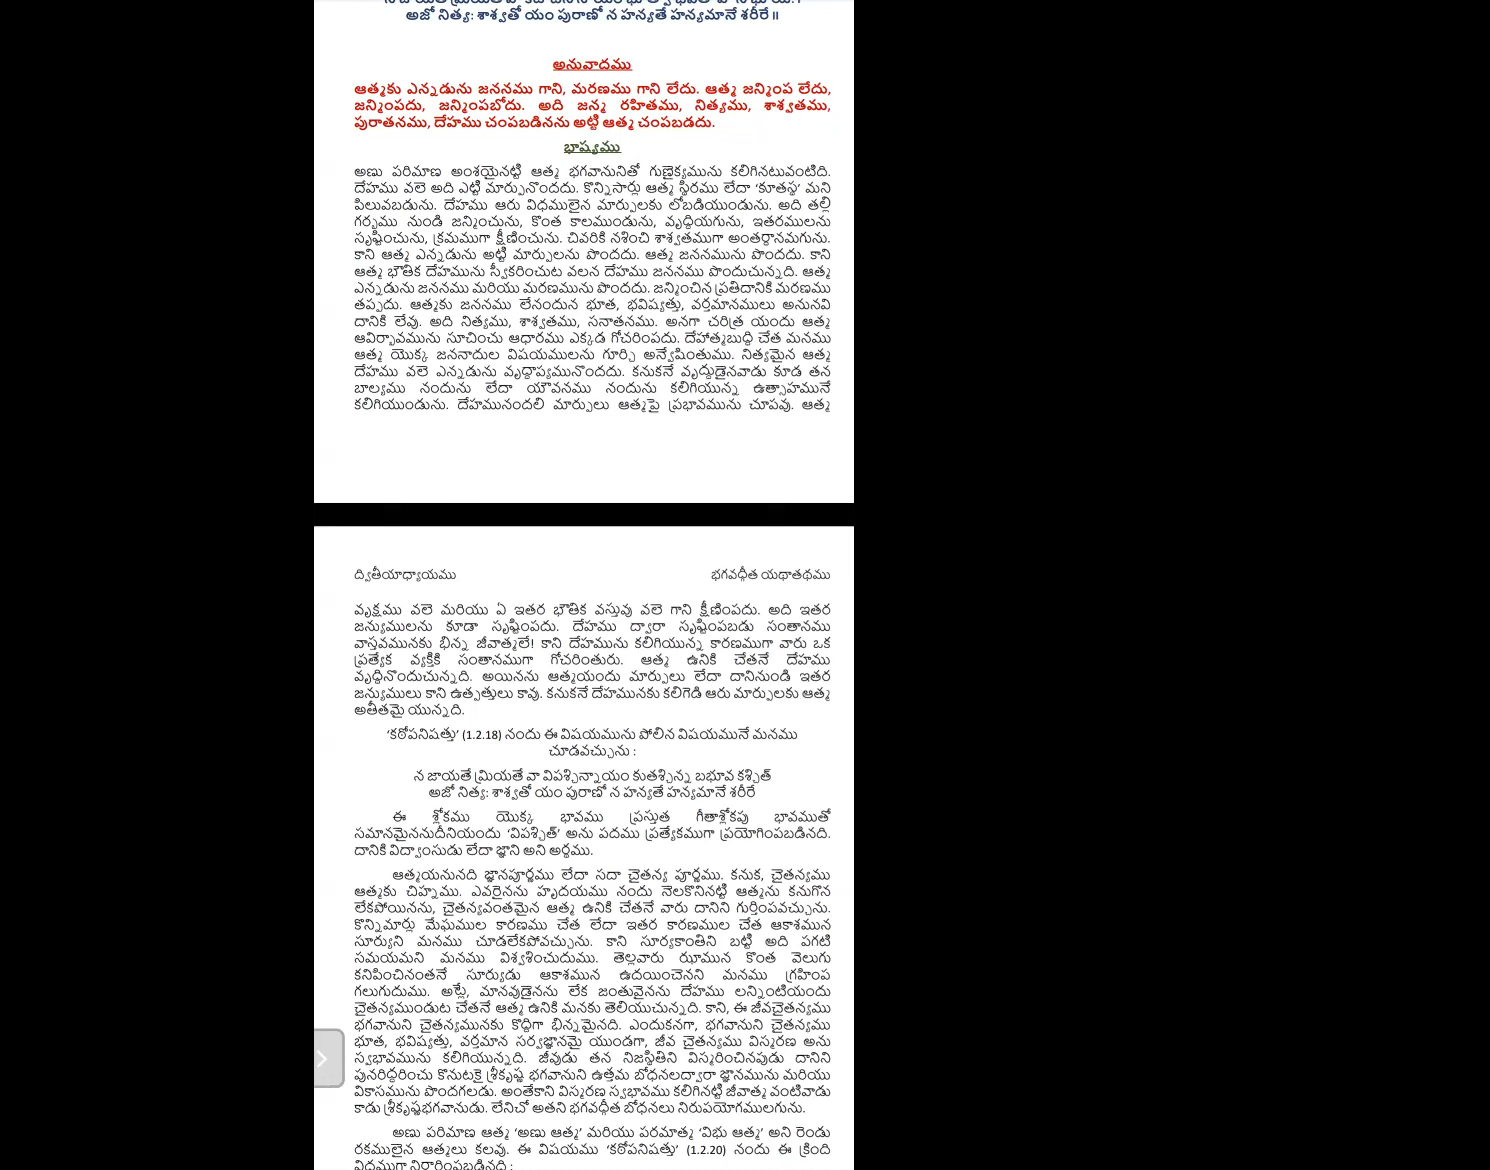 అజో నిత్య: శాశ్వతో యం పురాణో న హన్యతే హన్యమానే శరీరే॥
అనువాదము
ఆత్మకు ఎన్నడును జననము గాని, మరణము గాని లేదు. ఆత్మ జన్మింప లేదు,
జన్మింపదు, జన్మింపబోదు. అది జన్మ రహితము, నిత్యము, శాశ్వతము,
పురాతనము, దేహము చంపబడినను అట్టి ఆత్మ చంపబడదు.
భాష్యము
అణు పరిమాణ అంశయైనట్టి ఆత్మ భగవానునితో గుణైక్యమును కలిగినటువంటిది.
దేహము వలె అది ఎట్టి మార్పునొందదు. కొన్నిసార్లు ఆత్మ స్థిరము లేదా ‘కూతస్థ’ మని
పిలువబడును. దేహము ఆరు విధములైన మార్పులకు లోబడియుండును. అది తల్లి
గర్భము నుండి జన్మించును, కొంత కాలముండును, వృద్ధియగును, ఇతరములను
సృష్టించును, క్రమముగా క్షీణించును. చివరికి నశించి శాశ్వతముగా అంతర్ధానమగును.
కాని ఆత్మ ఎన్నడును అట్టి మార్పులను పొందదు. ఆత్మ జననమును పొందదు. కాని
ఆత్మ భౌతిక దేహమును స్వీకరించుట వలన దేహము జననము పొందుచున్నది. ఆత్మ
ఎన్నడును జననము మరియు మరణమును పొందదు. జన్మించిన ప్రతిదానికి మరణము
తప్పదు. ఆత్మకు జననము లేనందున భూత, భవిష్యత్తు, వర్తమానములు అనునవి
దానికి లేవు. అది నిత్యము, శాశ్వతము, సనాతనము. అనగా చరిత్ర యందు ఆత్మ
ఆవిర్భావమును సూచించు ఆధారము ఎక్కడ గోచరింపదు. దేహాత్మబుద్ధి చేత మనము
ఆత్మ యొక్క జననాదుల విషయములను గూర్చి అన్వేషింతుము. నిత్యమైన ఆత్మ
దేహము వలె ఎన్నడును వృద్ధాప్యమునొందదు. కనుకనే వృద్ధుడైనవాడు కూడ తన
బాల్యము నందును లేదా యౌవనము నందును కలిగియున్న ఉత్సాహమునే
కలిగియుండును. దేహమునందలి మార్పులు ఆత్మపై ప్రభావమును చూపవు. ఆత్మ
ద్వితీయాధ్యాయము భగవద్గీత యథాతథము
వృక్షము వలె మరియు ఏ ఇతర భౌతిక వస్తువు వలె గాని క్షీణింపదు. అది ఇతర
జన్యుములను కూడా సృష్టింపదు. దేహము ద్వారా సృష్టింపబడు సంతానము
వాస్తవమునకు భిన్న జీవాత్మలే! కాని దేహమును కలిగియున్న కారణముగా వారు ఒక
ప్రత్యేక వ్యక్తికి సంతానముగా గోచరింతురు. ఆత్మ ఉనికి చేతనే దేహము
వృద్ధినొందుచున్నది. అయినను ఆత్మయందు మార్పులు లేదా దానినుండి ఇతర
జన్యుములు కాని ఉత్పత్తులు కావు. కనుకనే దేహమునకు కలిగెడి ఆరు మార్పులకు ఆత్మ
అతీతమై యున్నది.
‘కఠోపనిషత్తు’ (1.2.18) నందు ఈ విషయమును పోలిన విషయమునే మనము
చూడవచ్చును :
న జాయతే మ్రియతే వా విపశ్చిన్నాయం కుతశ్చిన్న బభూవ కశ్చిత్
అజో నిత్య: శాశ్వతో యం పురాణో న హన్యతే హన్యమానే శరీరే
ఈ శ్లోకము యొక్క భావము ప్రస్తుత గీతాశ్లోకపు భావముతో
సమానమైననుదీనియందు ‘విపశ్చిత్’ అను పదము ప్రత్యేకముగా ప్రయోగింపబడినది.
దానికి విద్వాంసుడు లేదా జ్ఞాని అని అర్థము.
ఆత్మయనునది జ్ఞానపూర్ణము లేదా సదా చైతన్య పూర్ణము. కనుక, చైతన్యము
ఆత్మకు చిహ్నము. ఎవరైనను హృదయము నందు నెలకొనినట్టి ఆత్మను కనుగొన
లేకపోయినను, చైతన్యవంతమైన ఆత్మ ఉనికి చేతనే వారు దానిని గుర్తింపవచ్చును.
కొన్నిమార్లు మేఘముల కారణము చేత లేదా ఇతర కారణముల చేత ఆకాశమున
సూర్యుని మనము చూడలేకపోవచ్చును. కాని సూర్యకాంతిని బట్టి అది పగటి
సమయమని మనము విశ్వశించుదుము. తెల్లవారు ఝామున కొంత వెలుగు
కనిపించినంతనే సూర్యుడు ఆకాశమున ఉదయించెనని మనము గ్రహింప
గలుగుదుము. అట్లే, మానవుడైనను లేక జంతువైనను దేహము లన్నింటియందు
చైతన్యముండుట చేతనే ఆత్మ ఉనికి మనకు తెలియుచున్నది. కాని, ఈ జీవచైతన్యము
భగవానుని చైతన్యమునకు కొద్దిగా భిన్నమైనది. ఎందుకనగా, భగవానుని చైతన్యము
భూత, భవిష్యత్తు, వర్తమాన సర్వజ్ఞానమై యుండగా, జీవ చైతన్యము విస్మరణ అను
స్వభావమును కలిగియున్నది. జీవుడు తన నిజస్థితిని విస్మరించినపుడు దానిని
పునరిద్ధరించు కొనుటకై శ్రీకృష్ణ భగవానుని ఉత్తమ బోధనలద్వారా జ్ఞానమును మరియు
వికాసమును పొందగలడు. అంతేకాని విస్మరణ స్వభావము కలిగినట్టి జీవాత్మ వంటివాడు
కాడు శ్రీకృష్ణభగవానుడు. లేనిచో అతని భగవద్గీత బోధనలు నిరుపయోగములగును.
అణు పరిమాణ ఆత్మ ‘అణు ఆత్మ’ మరియు పరమాత్మ ‘విభు ఆత్మ’ అని రెండు
రకములైన ఆత్మలు కలవు. ఈ విషయము ‘కఠోపనిషత్తు’ (1.2.20) నందు ఈ క్రింది